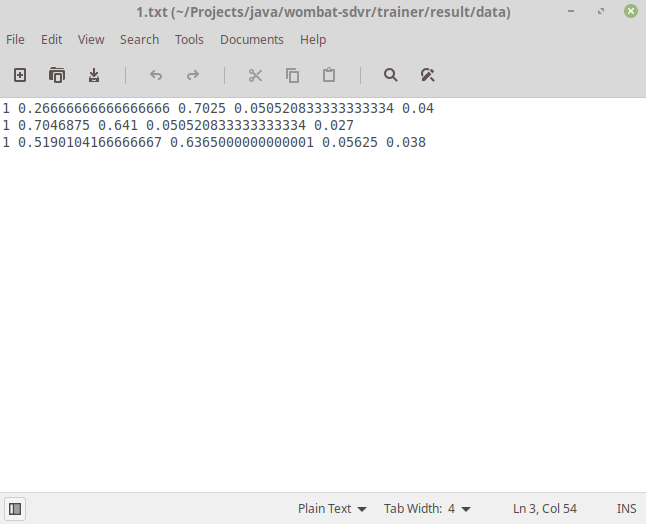 1.txt (~/Projects/java/wombat-sdvr/trainer/result/data)
File Edit View Search Tools Documents Help
1 0.26666666666666666 0.7025 0.050520833333333334 0.04
1 0.7046875 0.641 0.050520833333333334 0.027
1 0.5190104166666667 0.6365000000000001 0.05625 0.038
Plain Text Tab Width: 4 Ln 3, Col 54 INS